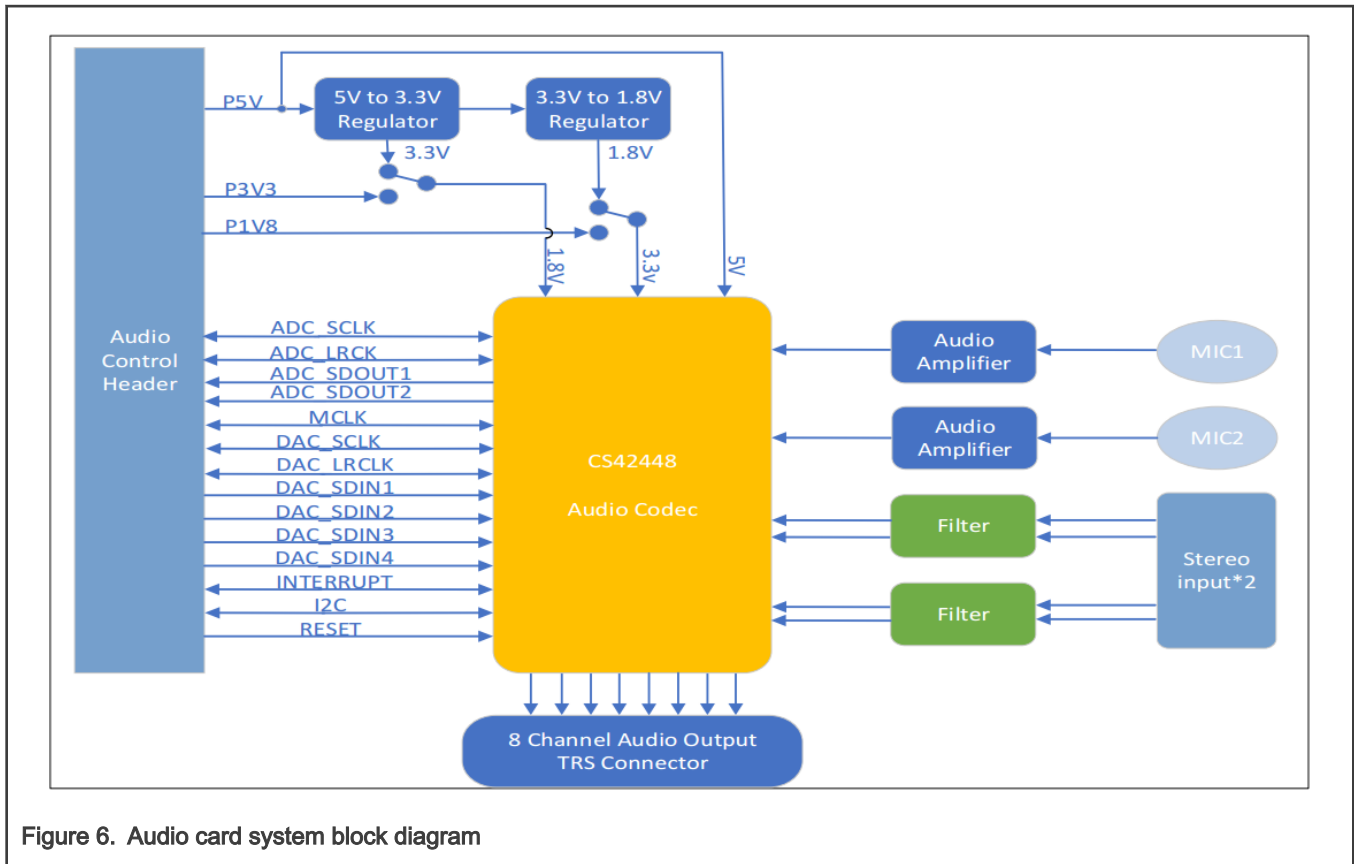 P5V
5V to 3.3V
Regulator
3.3V to 1.8V
Regulator
3.3V
1.8V
P3V3
P1V8
1.8V
3.3v
5V
Audio
Control
Header
ADC_SCLK
ADC_LRCK
ADC_SDOUT1
ADC_SDOUT2
MCLK
DAC_SCLK
DAC_LRCLK
DAC_SDIN1
DAC_SDIN2
DAC_SDIN3
DAC_SDIN4
INTERRUPT
I2C
RESET
CS42448
Audio Codec
Audio
Amplifier
MIC1
Audio
Amplifier
MIC2
Filter
Filter
Stereo
input*2
8 Channel Audio Output
TRS Connector
Figure 6. Audio card system block diagram